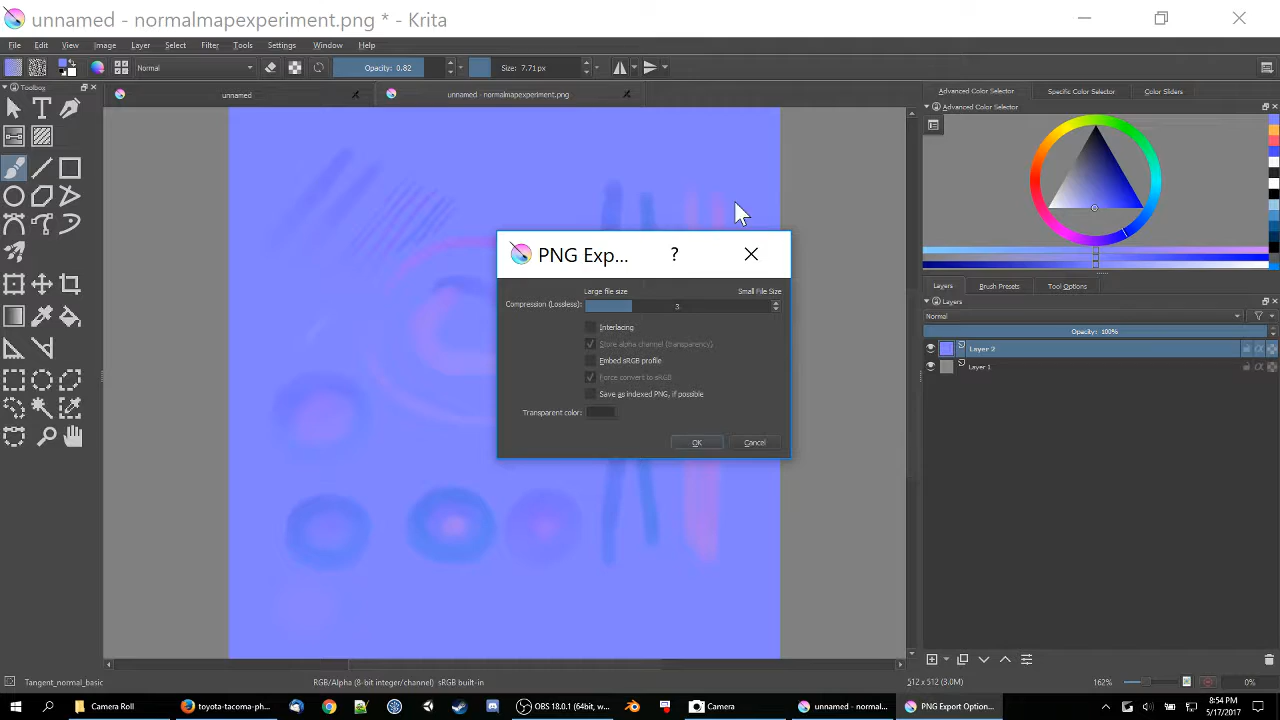 unnamed - normalmapexperiment.png * - Krita
File Edit View Image Layer Select Filter Tools Settings Window Help
Normal Opacity: 0.82 Size: 7.71 px
Toolbox
unnamed unnamed - normalmapexperiment.png
Advanced Color Selector Specific Color Selector Color Sliders
Advanced Color Selector
PNG Exp... ?
Large file size Small File Size
Compression (Lossless): 3
Interlacing
Store alpha channel (transparency)
Embed sRGB profile
Force convert to sRGB
Save as indexed PNG, if possible
Transparent color:
OK Cancel
Layers Brush Presets Tool Options
Layers
Normal
Opacity: 100%
Layer 2
Layer 1
Tangent_normal_basic RGB/Alpha (8-bit integer/channel) sRGB built-in 512 x 512 (3.0M) 162% 0%
Camera Roll toyota-tacoma-ph... OBS 18.0.1 (64bit, w... Camera unnamed - normal... PNG Export Option...
8:54 PM
5/17/2017